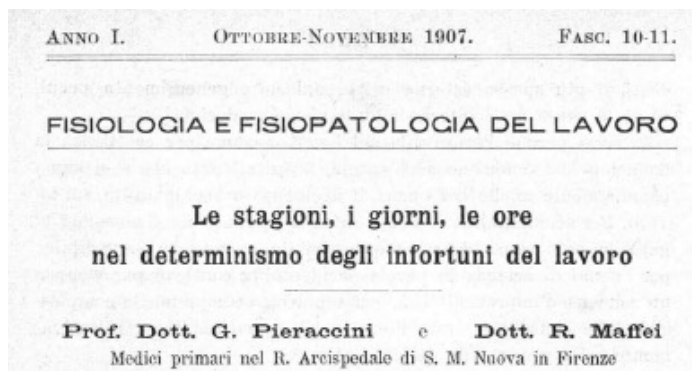 ANNO I. OTTOBRE-NOVEMBRE 1907. FASC. 10-11.
FISIOLOGIA E FISIOPATOLOGIA DEL LAVORO
Le stagioni, i giorni, le ore
nel determinismo degli infortuni del lavoro
Prof. Dott. G. Pieraccini e Dott. R. Maffei
Medici primari nel R. Arcispedale di S. M. Nuova in Firenze